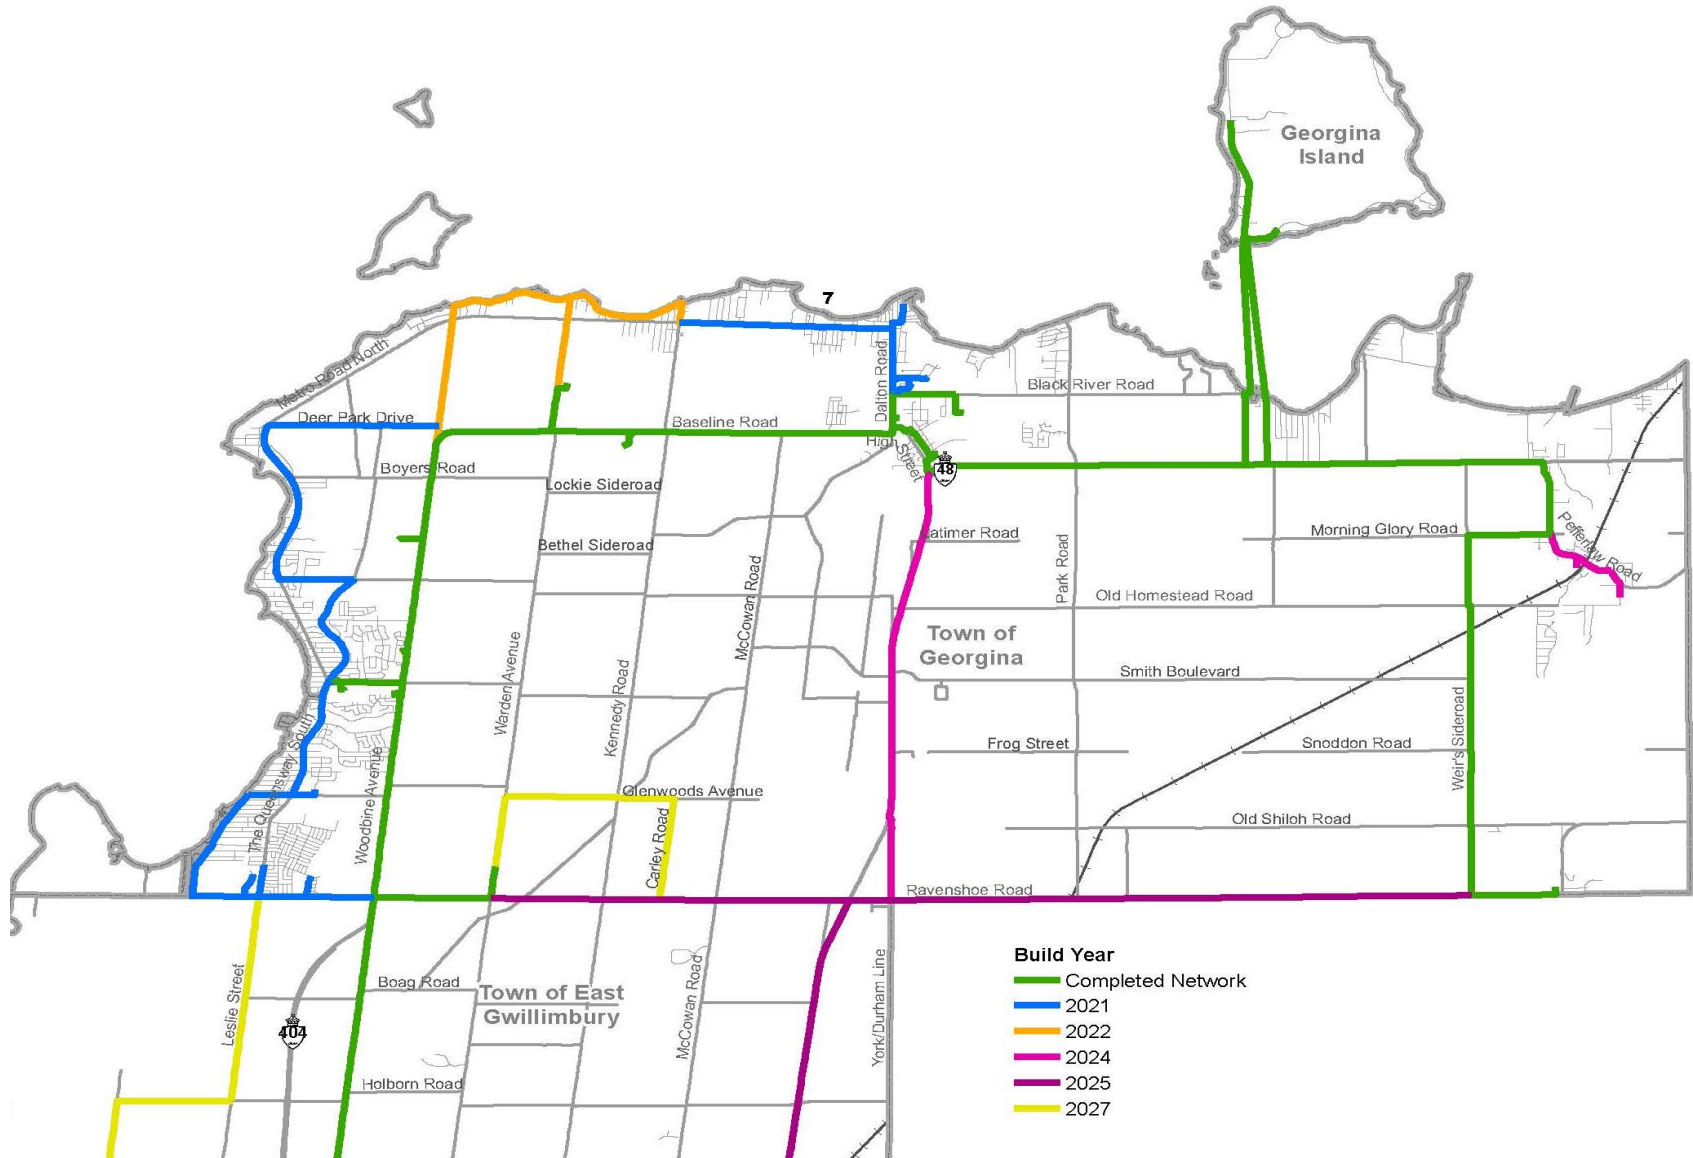 Georgina
Island
7
Metro Road North
Dalton Road
Black River Road
Deer Park Drive
Baseline Road
High Street
Boyers Road
48
Lockie Sideroad
Morning Glory Road
Pefferlaw Road
Latimer Road
Bethel Sideroad
Park Road
McCowan Road
Old Homestead Road
Town of
Georgina
Smith Boulevard
Warden Avenue
Kennedy Road
Weir's Sideroad
The Queensway South
Frog Street
Snoddon Road
Woodbine Avenue
Glenwoods Avenue
Carley Road
Old Shiloh Road
Ravenshoe Road
Build Year
Completed Network
2021
2022
2024
2025
2027
Leslie Street
Boag Road
Town of East
Gwillimbury
McCowan Road
York/Durham Line
404
Holborn Road